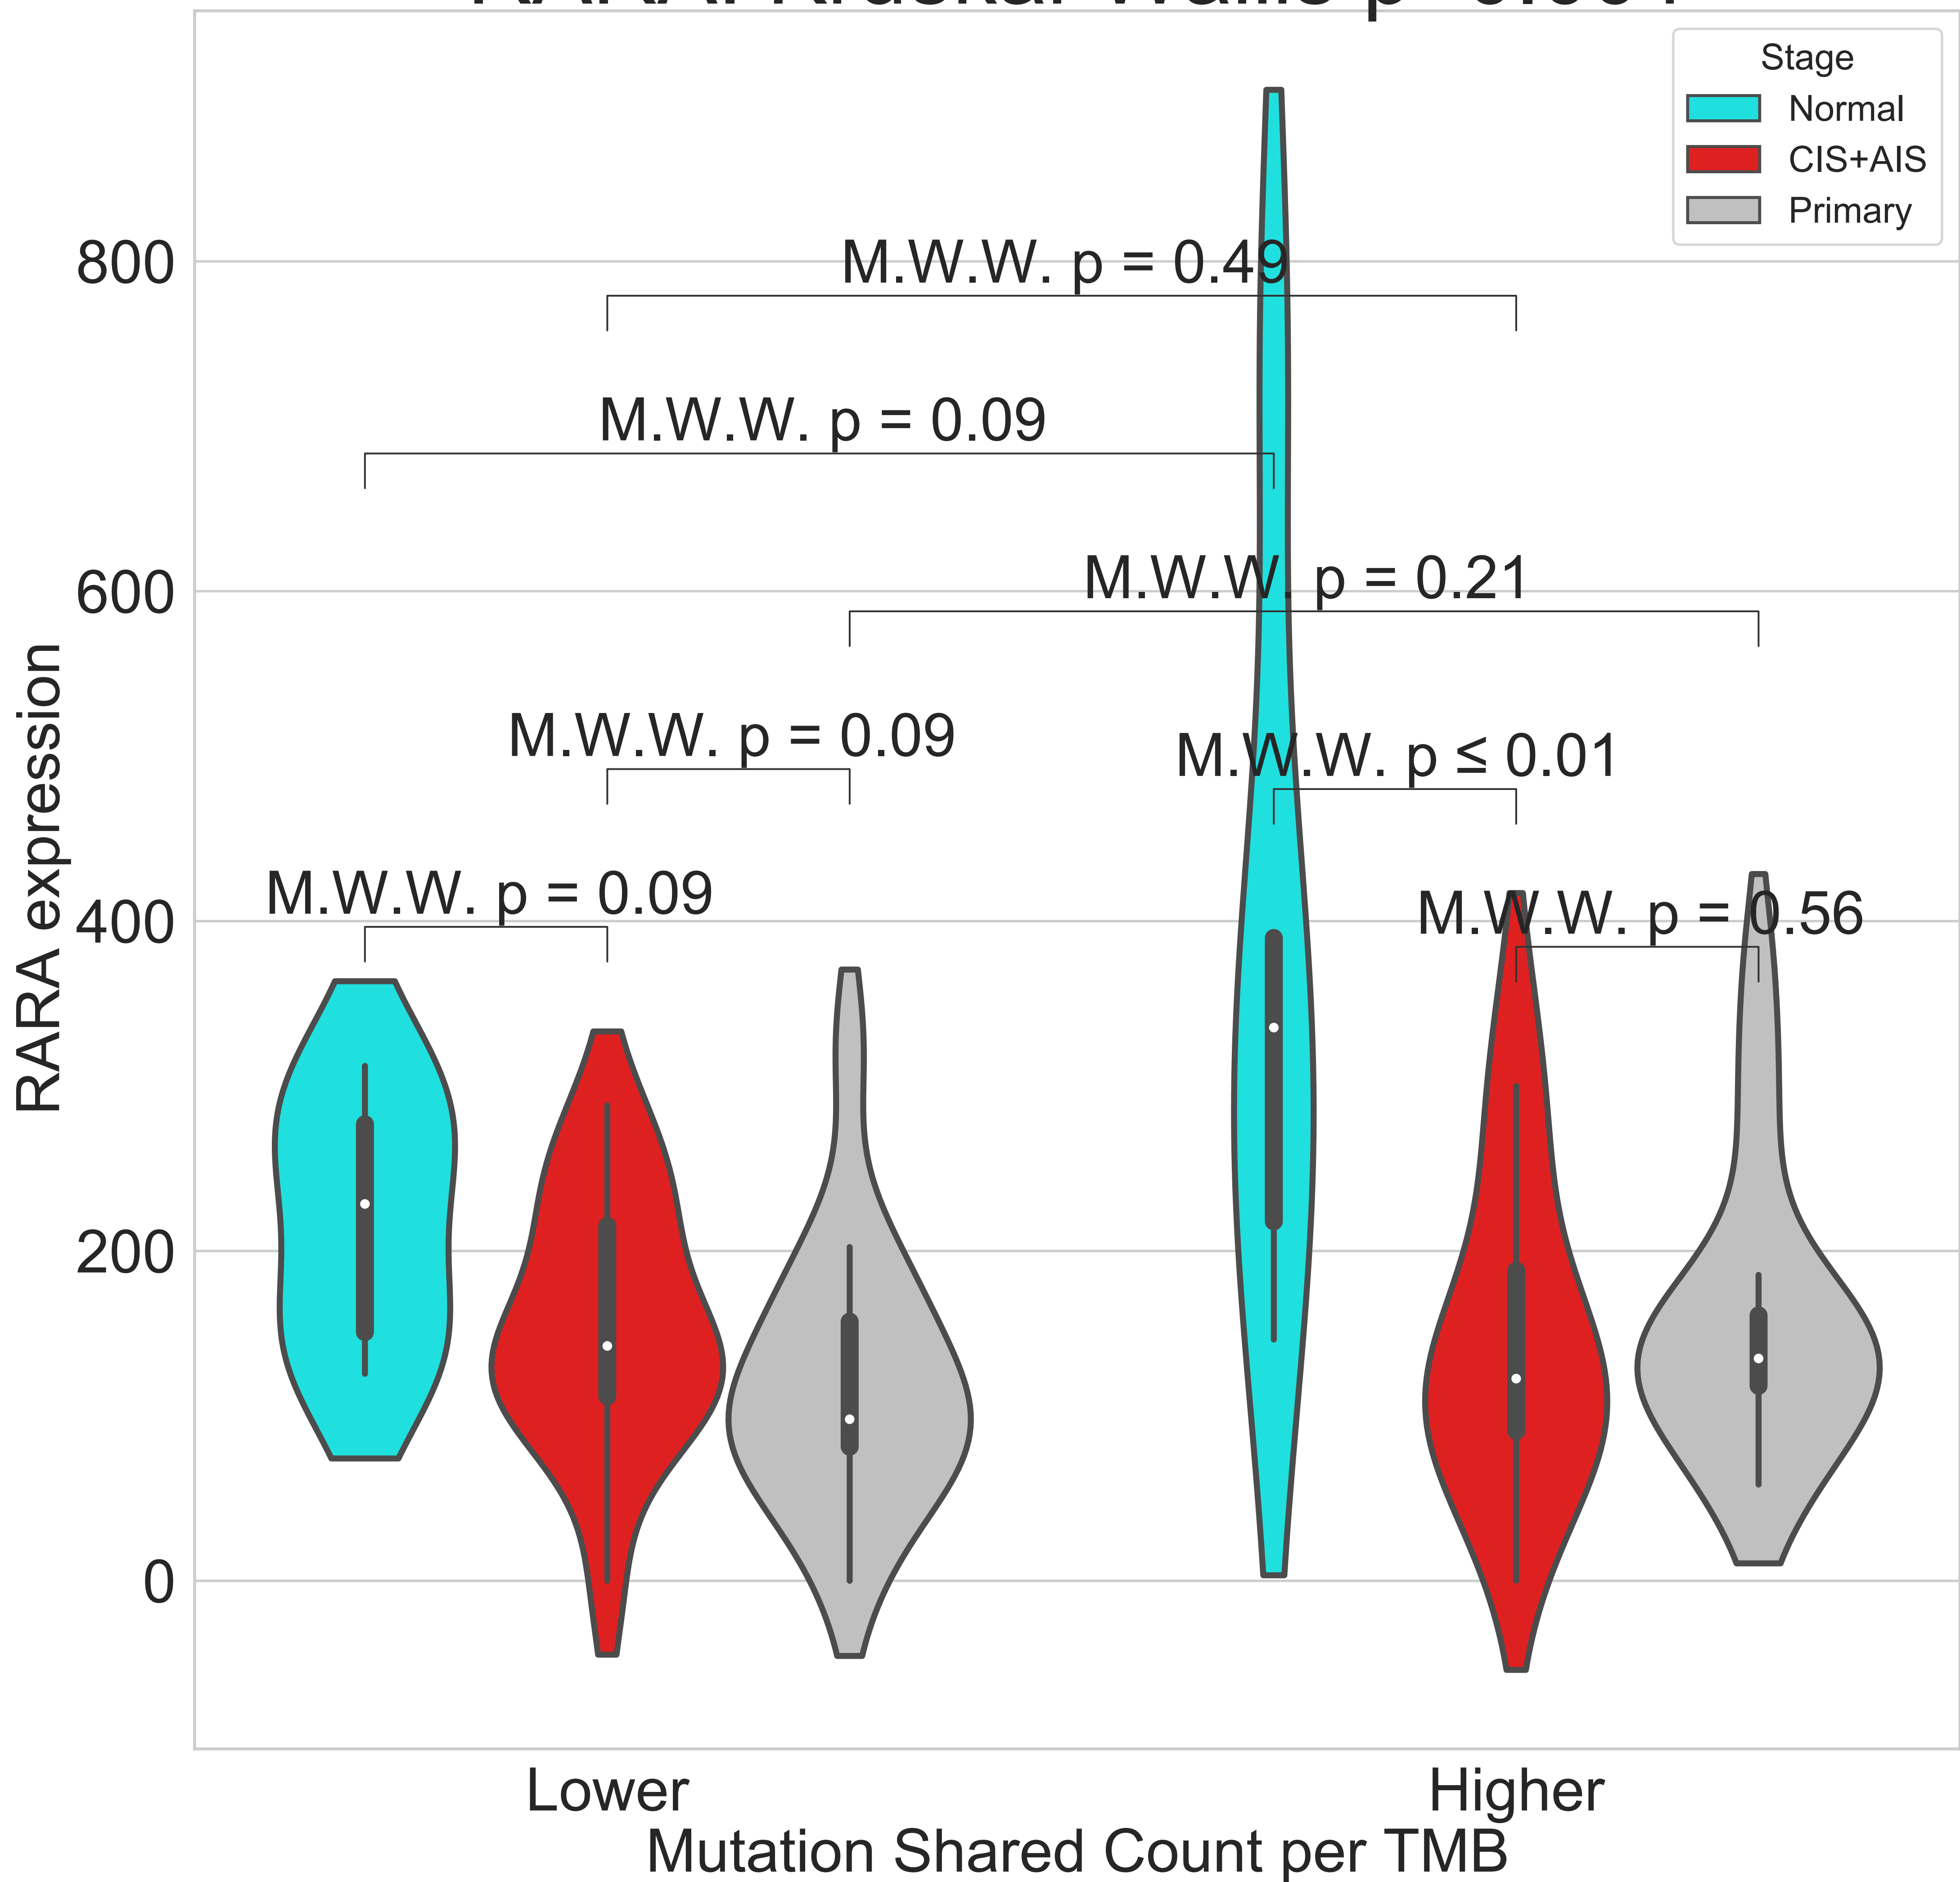 Stage
Normal
CIS+AIS
Primary
800
600
400
200
0
RARA expression
M.W.W. p = 0.49
M.W.W. p = 0.09
M.W.W. p = 0.21
M.W.W. p = 0.09
M.W.W. p ≤ 0.01
M.W.W. p = 0.09
M.W.W. p = 0.56
Lower
Higher
Mutation Shared Count per TMB